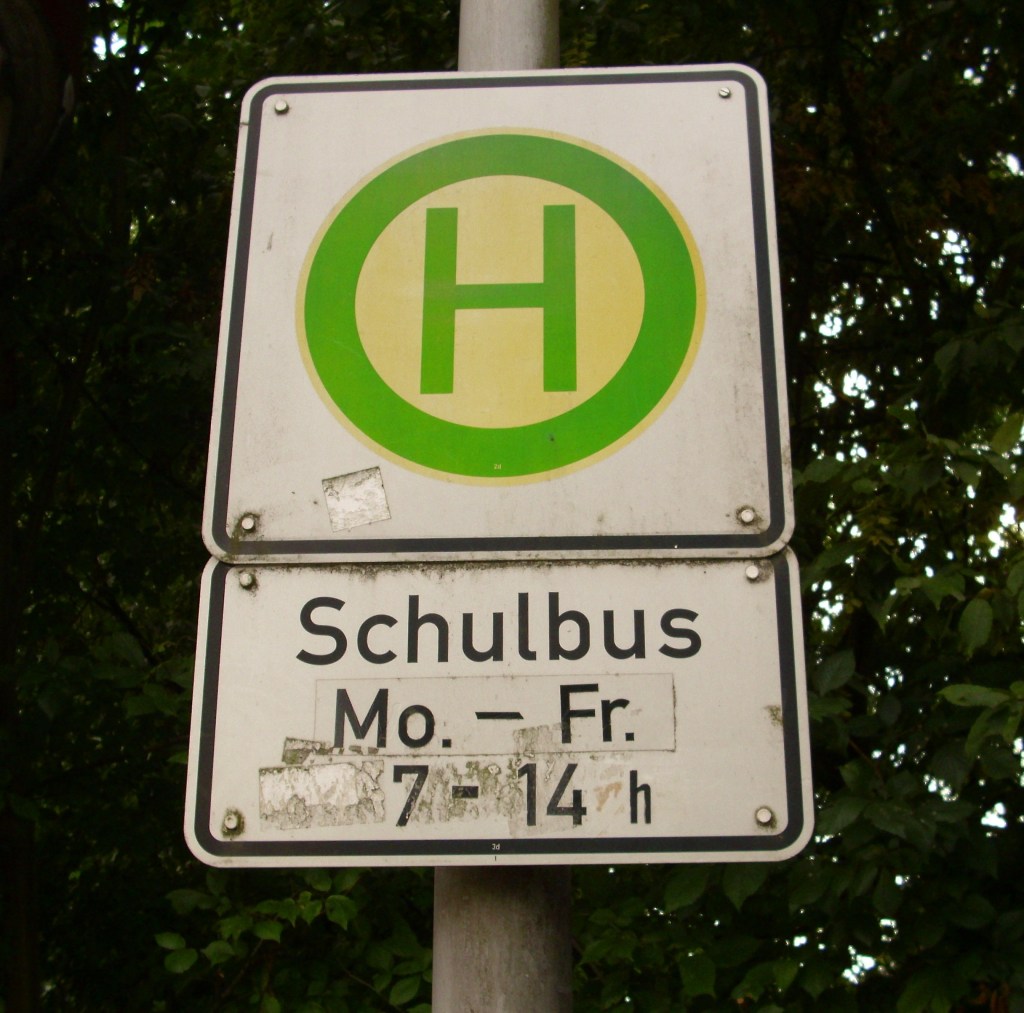 H
Schulbus
Mo. – Fr.
7 - 14 h